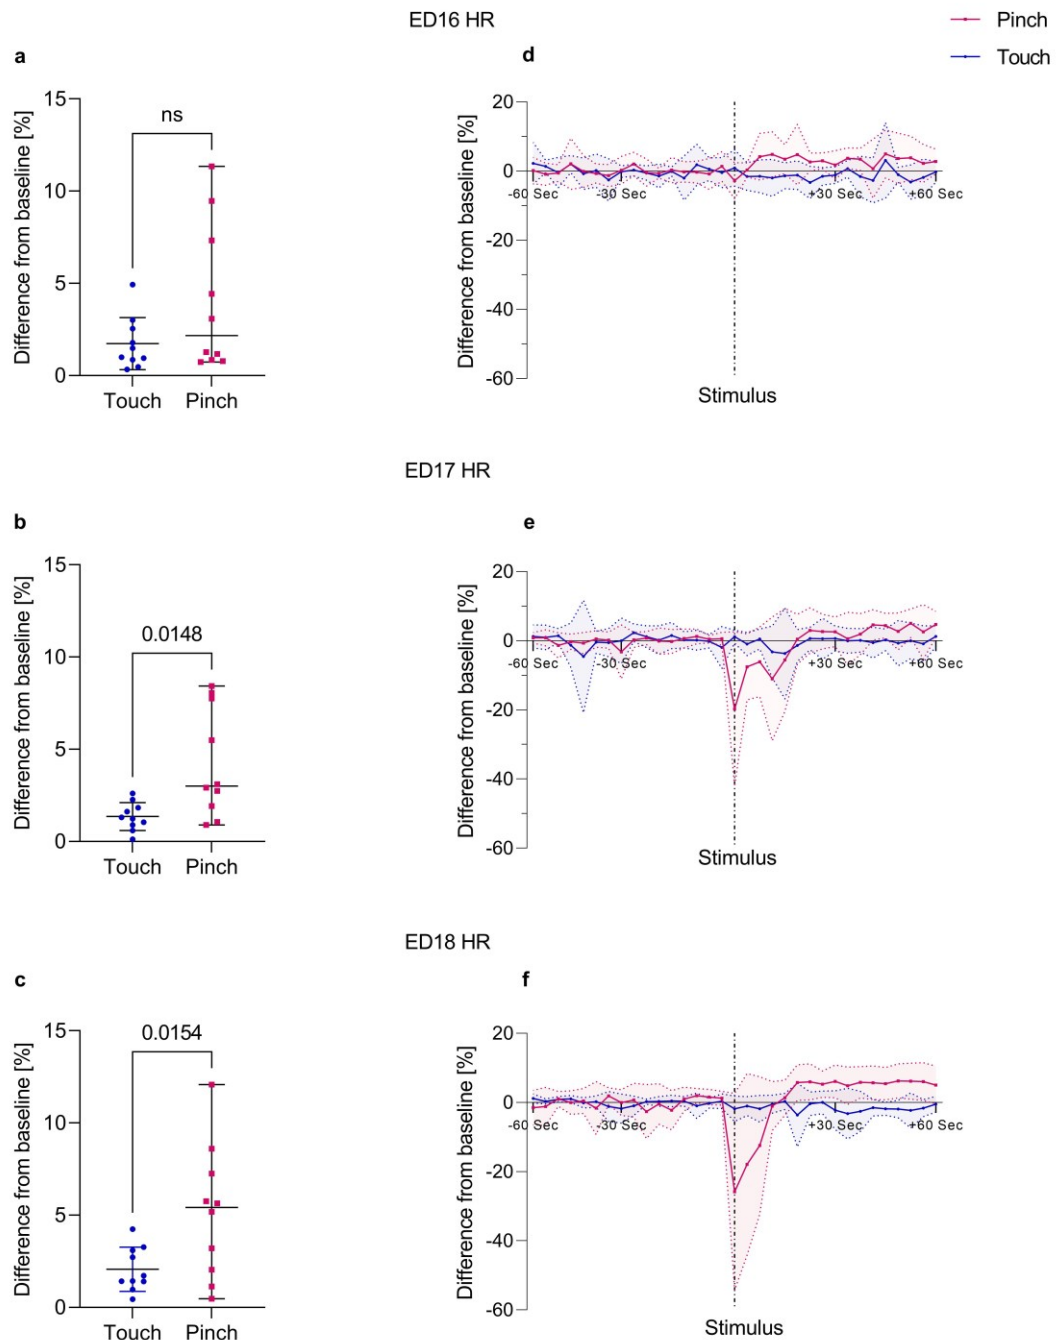 ED16 HR
Pinch
Touch
a
Difference from baseline [%]
15
10
5
0
ns
Touch Pinch
d
Difference from baseline [%]
20
0
-20
-40
-60
-60 Sec -30 Sec +30 Sec +60 Sec
Stimulus
ED17 HR
b
Difference from baseline [%]
15
10
5
0
0.0148
Touch Pinch
e
Difference from baseline [%]
20
0
-20
-40
-60
-60 Sec -30 Sec +30 Sec +60 Sec
Stimulus
ED18 HR
c
Difference from baseline [%]
15
10
5
0
0.0154
Touch Pinch
f
Difference from baseline [%]
20
0
-20
-40
-60
-60 Sec -30 Sec +30 Sec +60 Sec
Stimulus